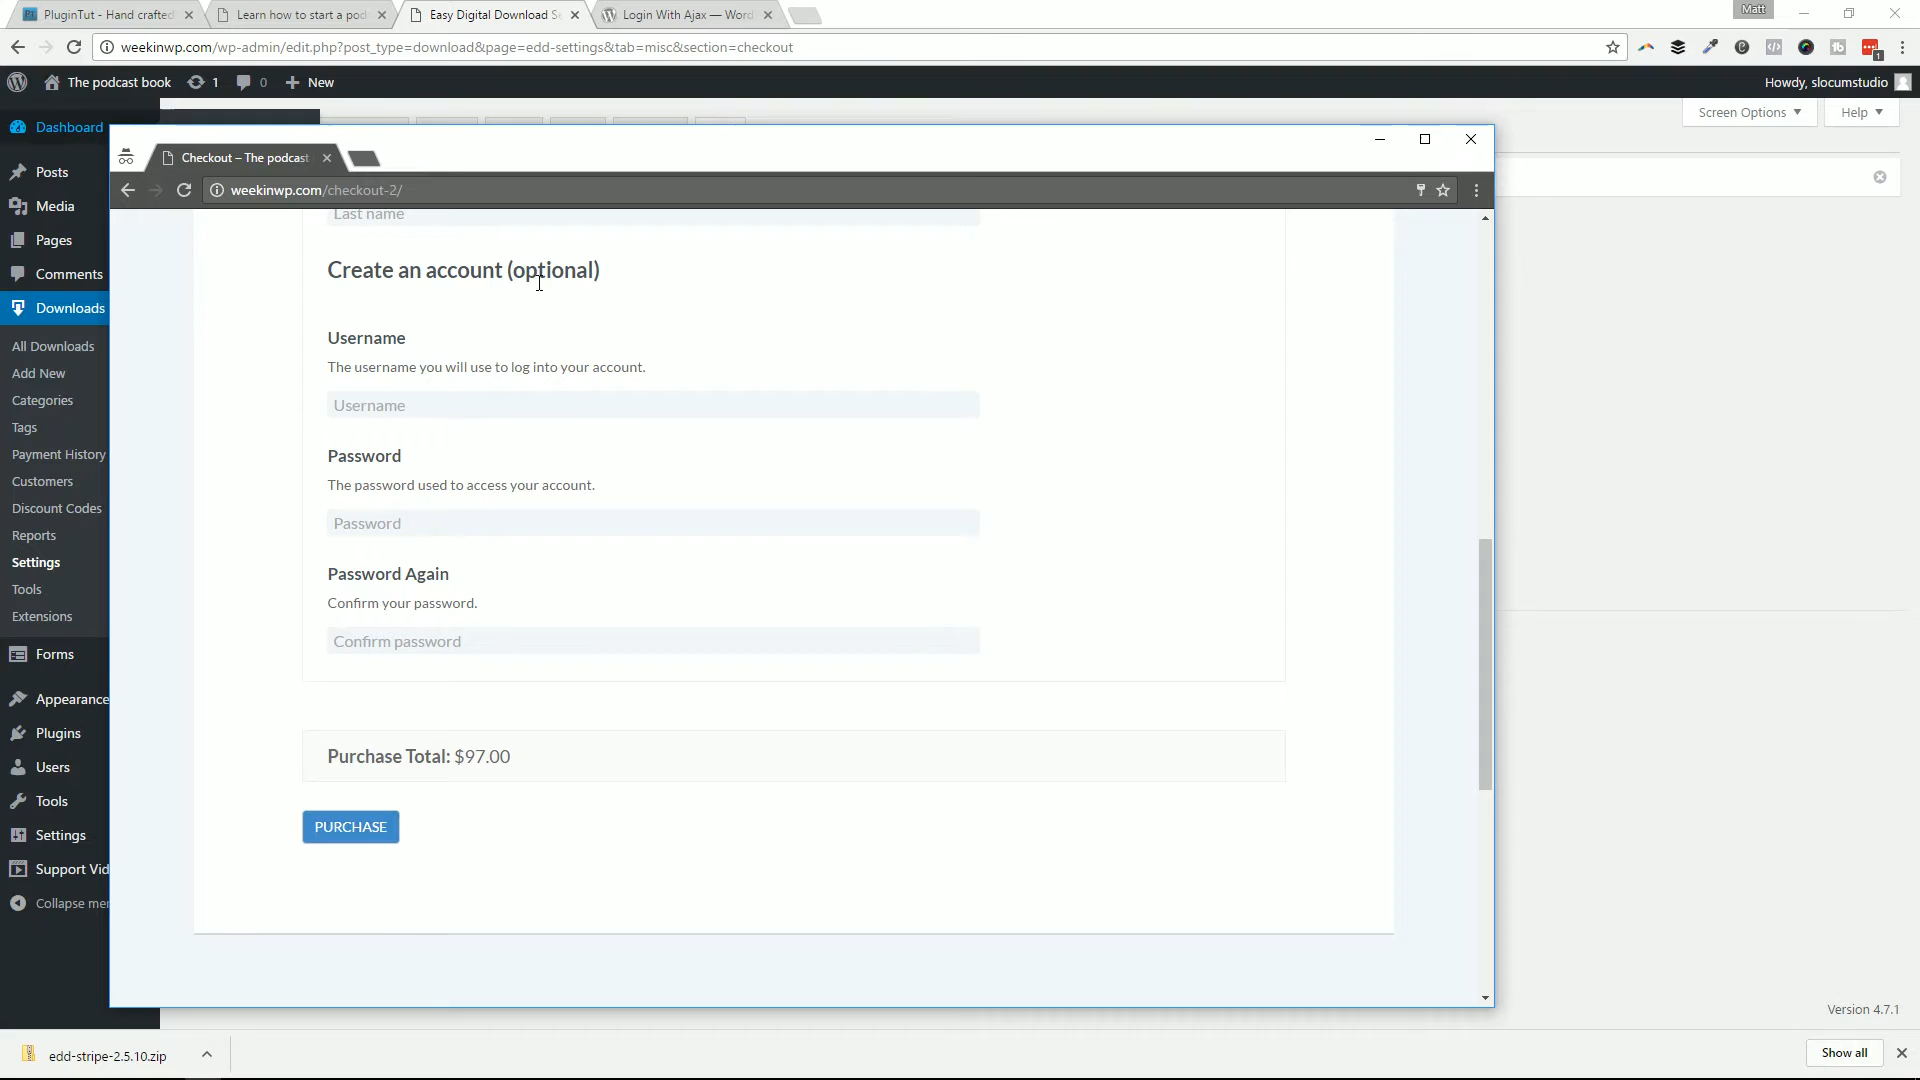 PluginTut - Hand crafted
Learn how to start a pod
Easy Digital Download Se
Login With Ajax — Word
Matt
weekinwp.com/wp-admin/edit.php?post_type=download&page=edd-settings&tab=misc&section=checkout
1
The podcast book
1
0
New
Howdy, slocumstudio
Screen Options
Help
Dashboard
Posts
Media
Pages
Comments
Downloads
All Downloads
Add New
Categories
Tags
Payment History
Customers
Discount Codes
Reports
Settings
Tools
Extensions
Forms
Appearance
Plugins
Users
Tools
Settings
Support Vid
Collapse men
Checkout – The podcast
weekinwp.com/checkout-2/
Last name
Create an account (optional)
Username
The username you will use to log into your account.
Username
Password
The password used to access your account.
Password
Password Again
Confirm your password.
Confirm password
Purchase Total: $97.00
PURCHASE
Version 4.7.1
edd-stripe-2.5.10.zip
Show all